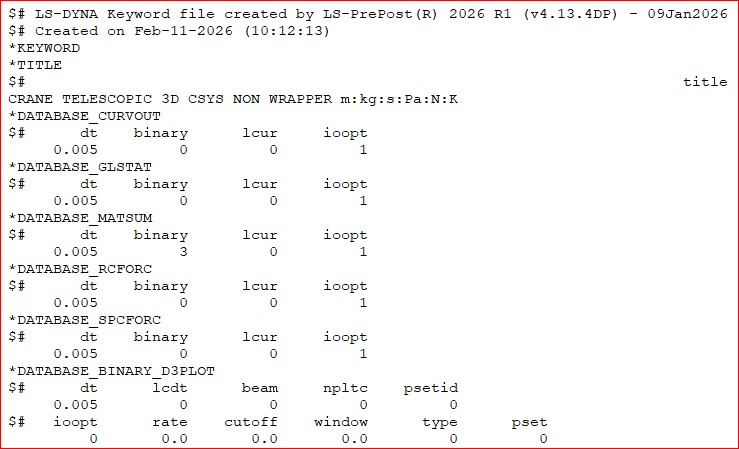 $# LS-DYNA Keyword file created by LS-PrePost(R) 2026 R1 (v4.13.4DP) - 09Jan2026
$# Created on Feb-11-2026 (10:12:13)
*KEYWORD
*TITLE
$#                                                                         title
CRANE TELESCOPIC 3D CSYS NON WRAPPER m:kg:s:Pa:N:K
*DATABASE_CURVOUT
$#      dt    binary      lcur     ioopt
     0.005         0         0         1
*DATABASE_GLSTAT
$#      dt    binary      lcur     ioopt
     0.005         0         0         1
*DATABASE_MATSUM
$#      dt    binary      lcur     ioopt
     0.005         3         0         1
*DATABASE_RCFORC
$#      dt    binary      lcur     ioopt
     0.005         0         0         1
*DATABASE_SPCFORC
$#      dt    binary      lcur     ioopt
     0.005         0         0         1
*DATABASE_BINARY_D3PLOT
$#      dt      lcdt      beam     npltc    psetid
     0.005         0         0         0         0
$#   ioopt      rate    cutoff    window      type      pset
         0       0.0       0.0       0.0         0         0